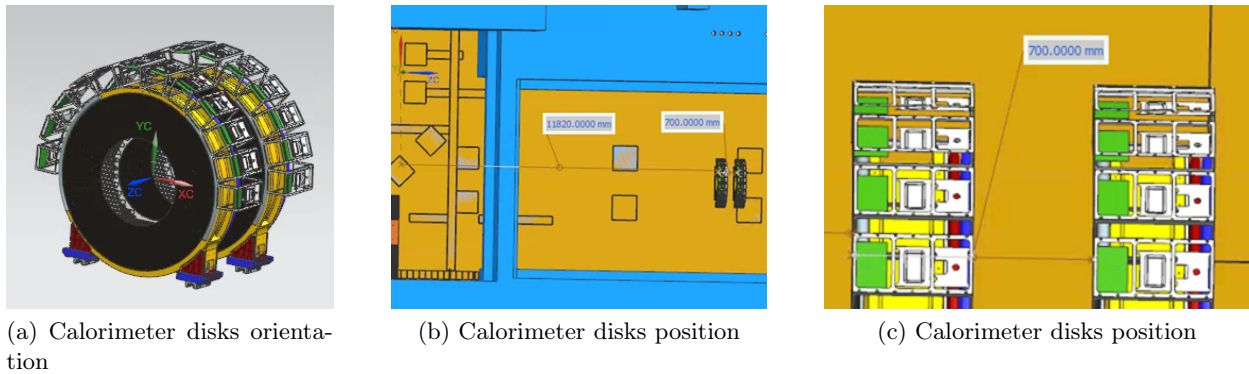 YC
ZC
XC
ZC
11820.0000 mm
700.0000 mm
700.0000 mm
(a) Calorimeter disks orienta-
tion
(b) Calorimeter disks position
(c) Calorimeter disks position